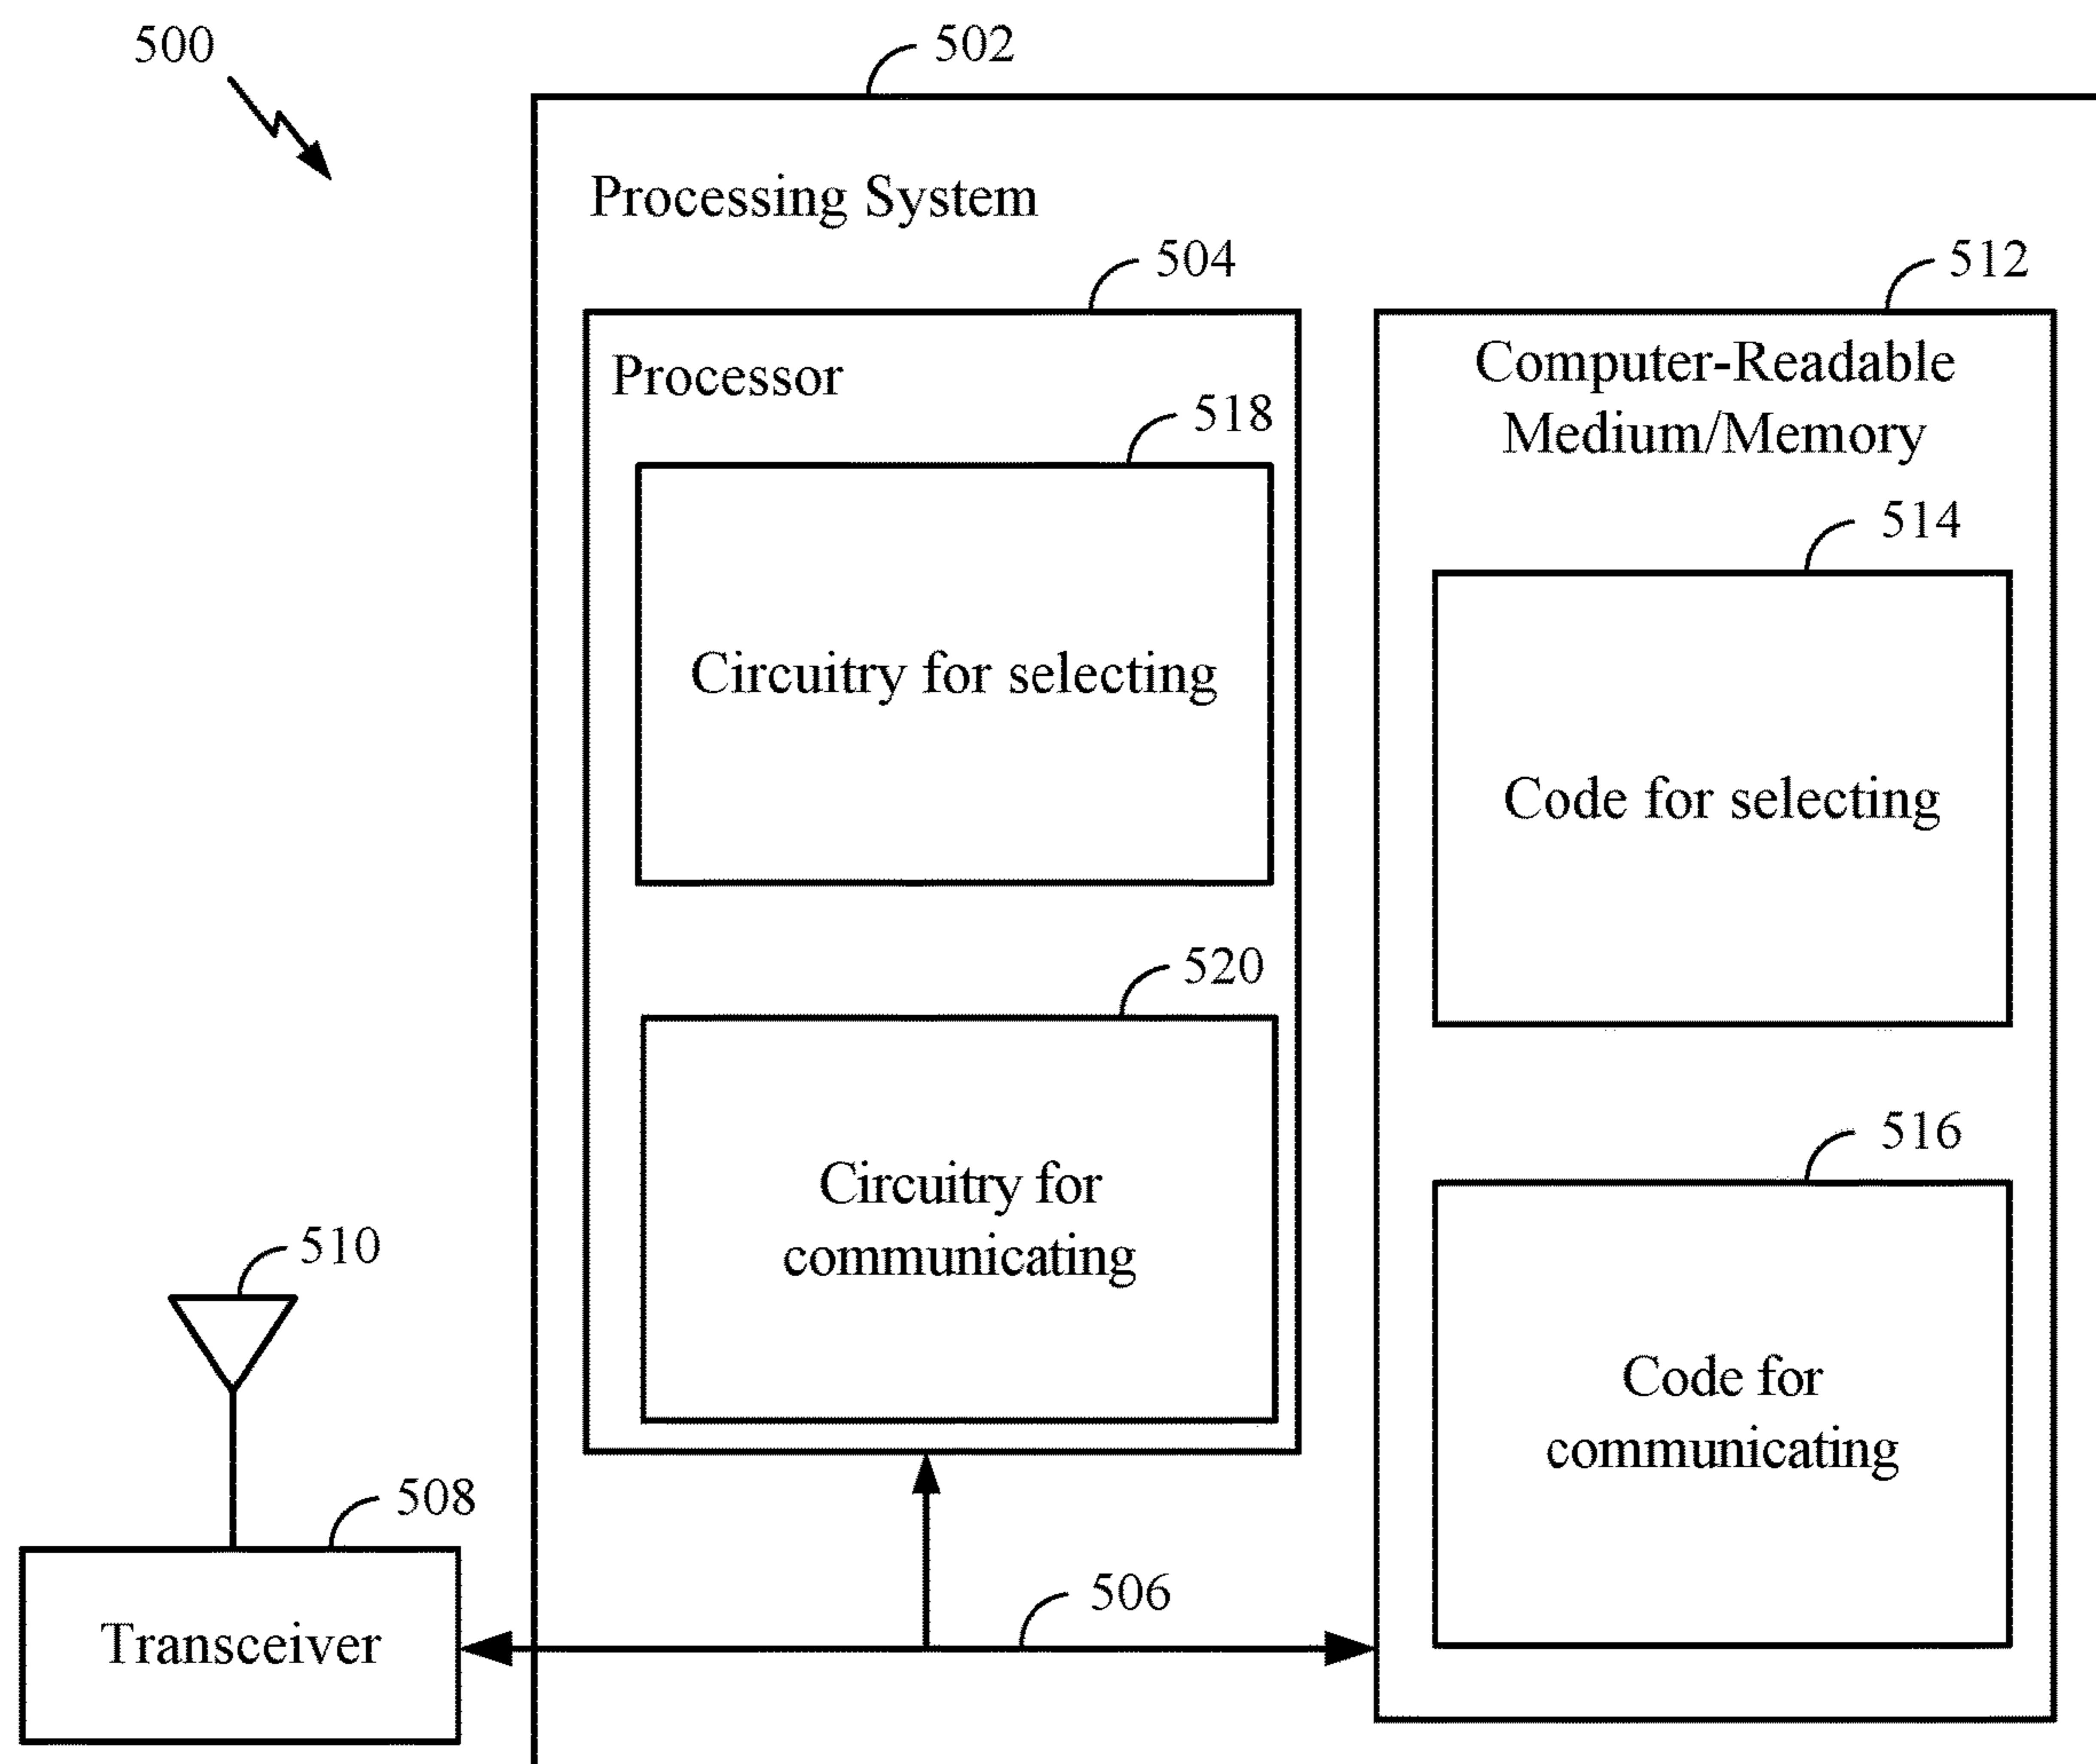 500
502
Processing System
504
512
Processor
Computer-Readable
Medium/Memory
518
514
Circuitry for selecting
Code for selecting
520
516
Circuitry for
communicating
510
Code for
communicating
508
506
Transceiver